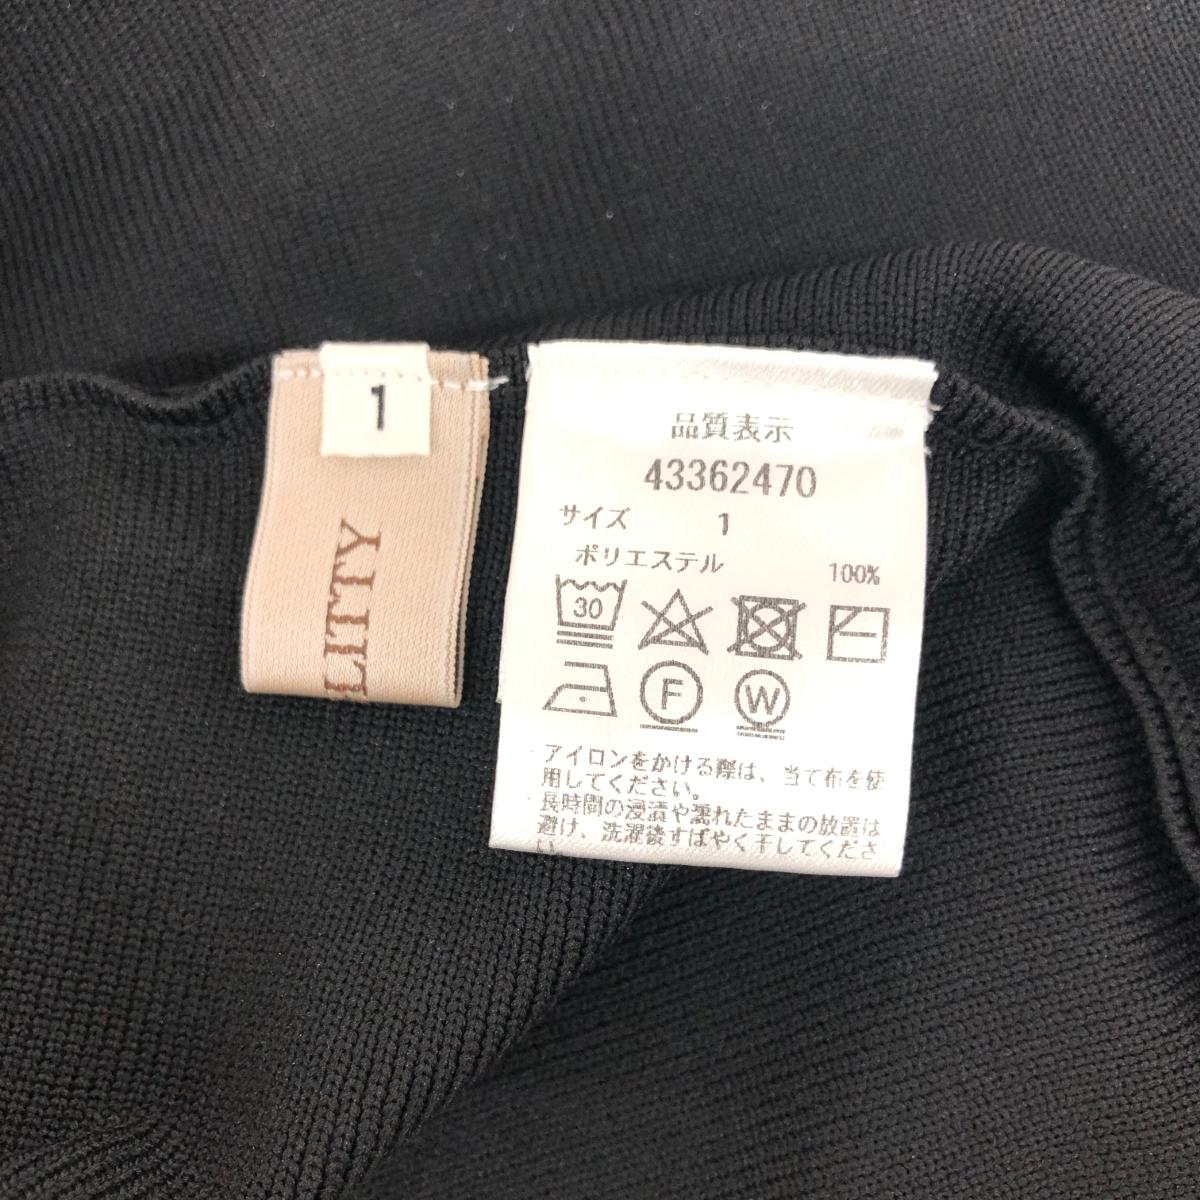 1
LITTY
品質表示
43362470
サイズ 1
ポリエステル 100%
30
F
W
アイロンをかける際は、当て布を使
用してください。
長時間の浸漬や濡れたままの放置は
避け、洗濯後すばやく干してくださ
い。